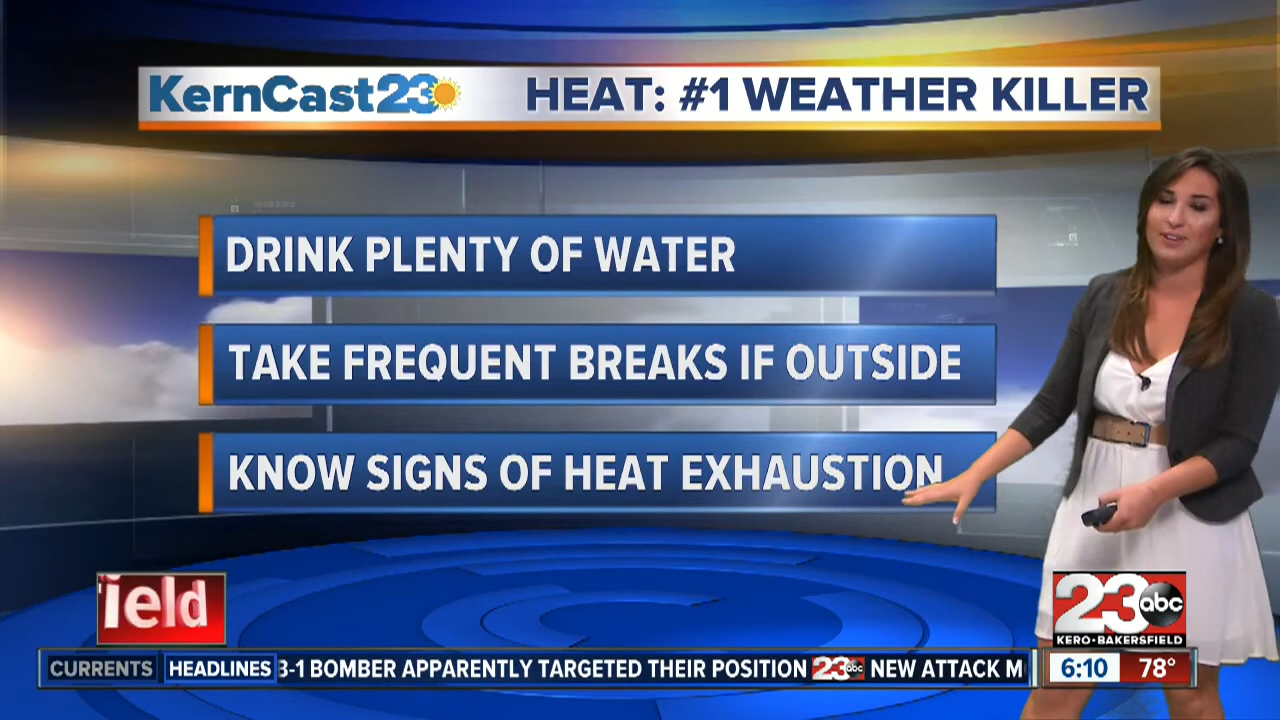 KernCast23
HEAT: #1 WEATHER KILLER
DRINK PLENTY OF WATER
TAKE FREQUENT BREAKS IF OUTSIDE
KNOW SIGNS OF HEAT EXHAUSTION
ield
23 abc
KERO-BAKERSFIELD
CURRENTS HEADLINES 3-1 BOMBER APPARENTLY TARGETED THEIR POSITION 23 abc NEW ATTACK M
6:10 78°